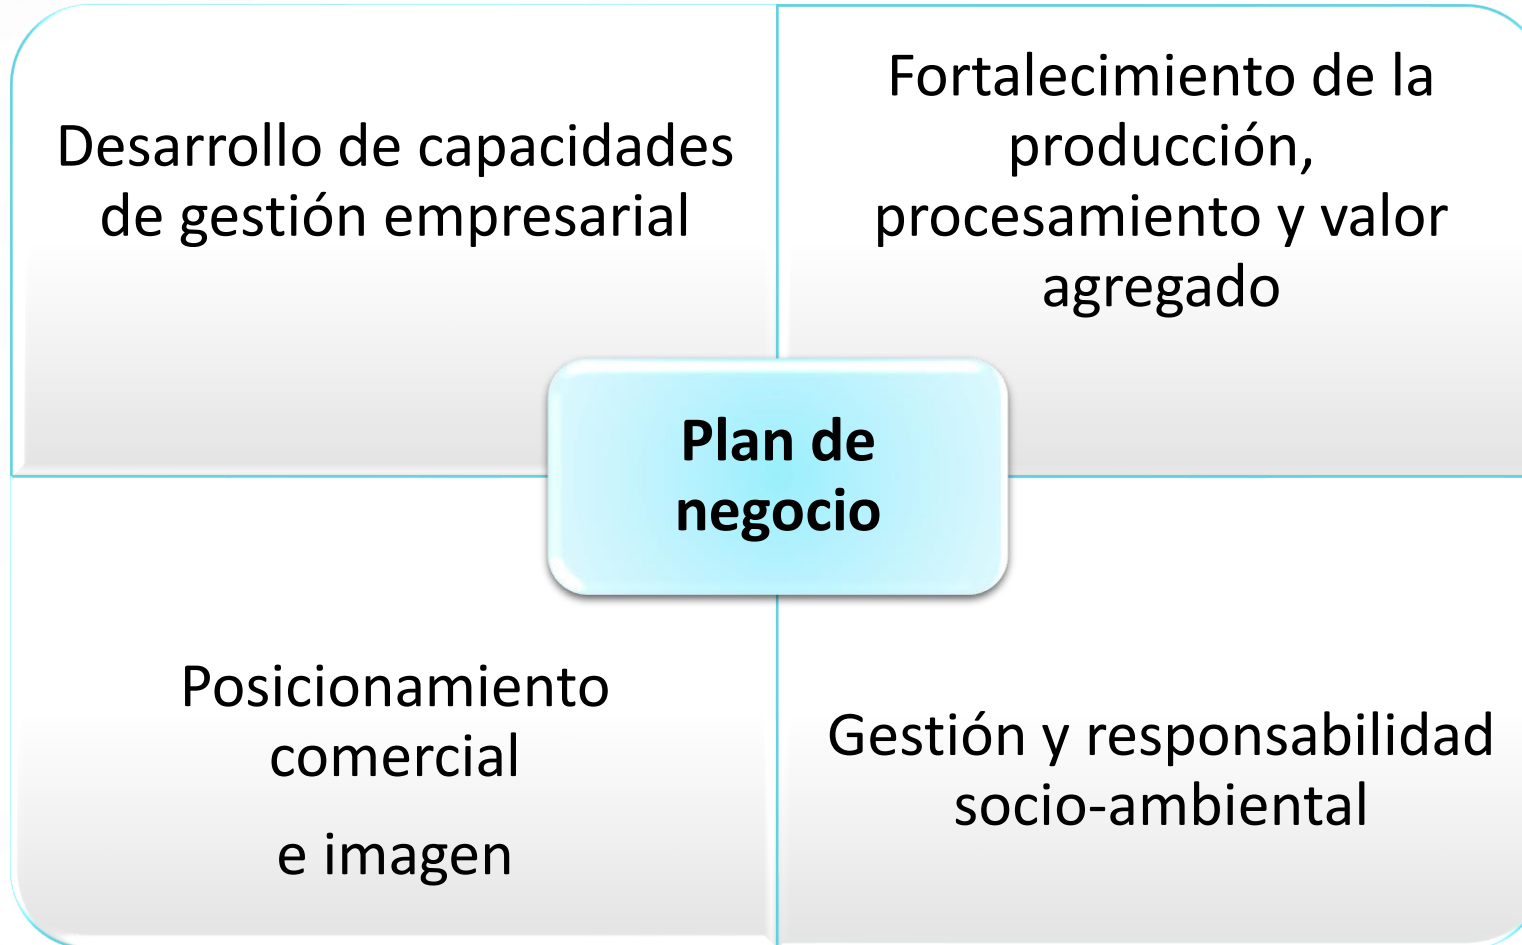 Desarrollo de capacidades
de gestión empresarial
Fortalecimiento de la
producción,
procesamiento y valor
agregado
Plan de
negocio
Posicionamiento
comercial
e imagen
Gestión y responsabilidad
socio-ambiental